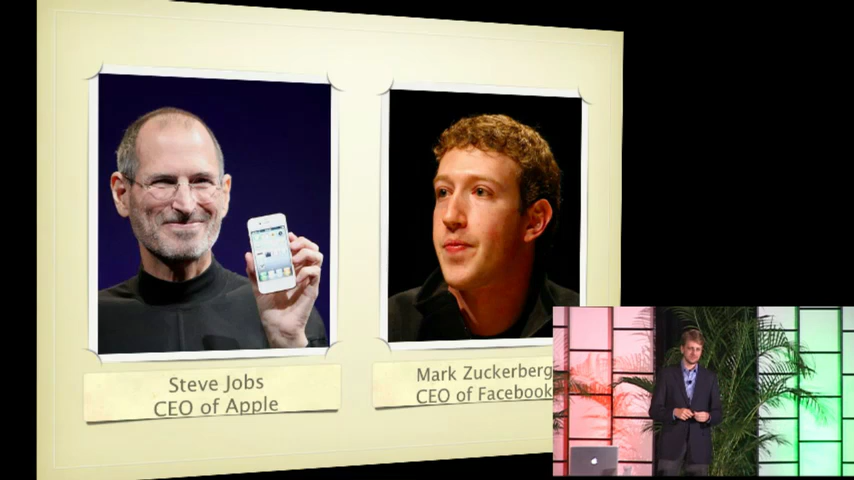 Steve Jobs
CEO of Apple
Mark Zuckerberg
CEO of Facebook